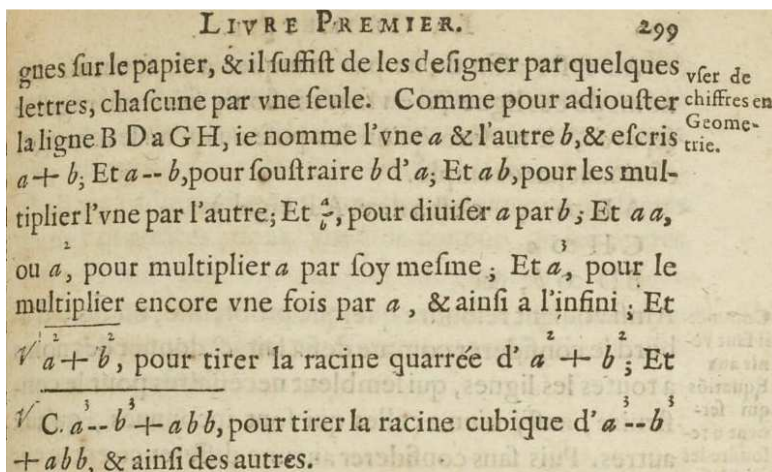 LIVRE PREMIER. 299
gnes ſur le papier, & il ſuffiſt de les deſigner par quelques
lettres, chaſcune par vne ſeule. Comme pour adiouſter
la ligne B D a G H, ie nomme l'vne a & l'autre b, & eſcris
a + b; Et a -- b, pour ſouſtraire b d'a; Et a b, pour les mul-
tiplier l'vne par l'autre; Et a/b, pour diuiſer a par b; Et a a,
ou a², pour multiplier a par ſoy meſme; Et a³, pour le
multiplier encore vne fois par a, & ainſi a l'infini; Et
√ a² + b², pour tirer la racine quarrée d' a² + b²; Et
√ C. a³ -- b³ + abb, pour tirer la racine cubique d' a³ -- b³
+ abb, & ainſi des autres.
vſer de
chiffres en
Geome-
trie.